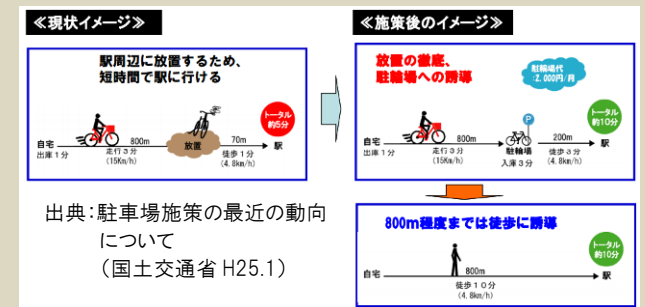 ≪現状イメージ≫
駅周辺に放置するため、
短時間で駅に行ける
トータル
約5分
自宅
出庫1分
800m
走行3分
(15Km/h)
放置
70m
徒歩1分
(4.8km/h)
駅
出典：駐車場施策の最近の動向
について
（国土交通省 H25.1）
≪施策後のイメージ≫
放置の徹底、
駐輪場への誘導
駐輪場代
2,000円/月
トータル
約10分
自宅
出庫1分
800m
走行3分
(15Km/h)
P
駐輪場
入庫3分
200m
徒歩3分
(4.8km/h)
駅
800m程度までは徒歩に誘導
トータル
約10分
自宅
800m
徒歩10分
(4.8km/h)
駅